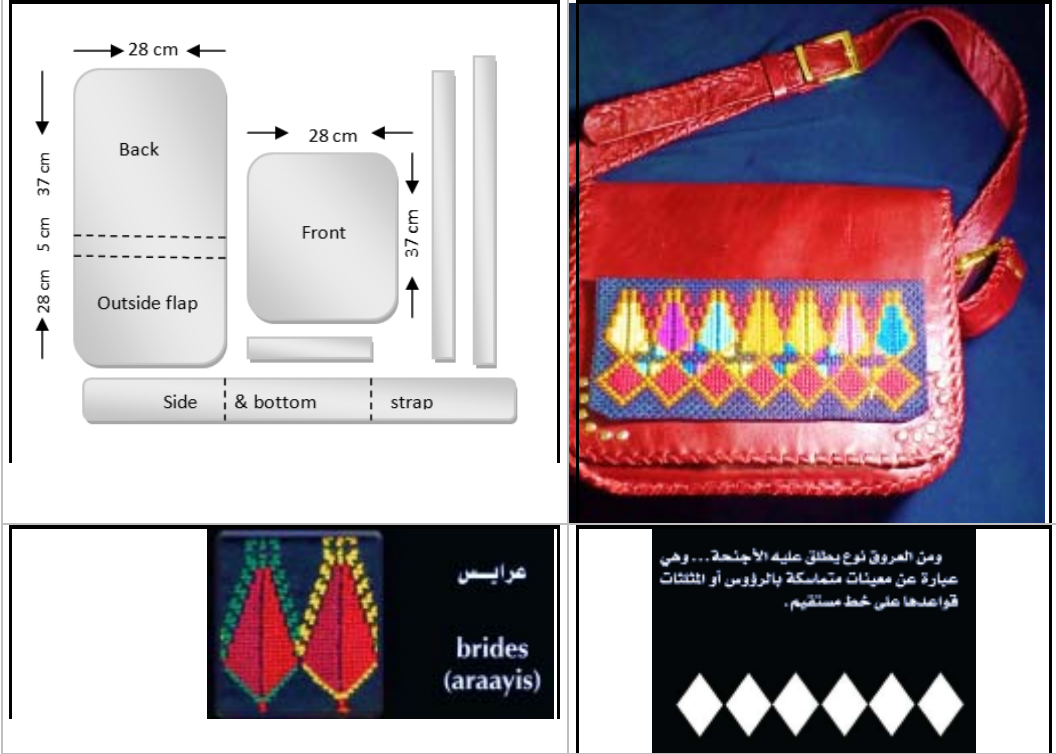 28 cm
Back
37 cm
5 cm
28 cm
Outside flap
28 cm
Front
37 cm
Side & bottom strap
عرايس
brides
(araayis)
ومن العروق نوع يطلق عليه الأجنحة... وهي
عبارة عن معينات متماسكة بالرؤوس أو المثلثات
قواعدها على خط مستقيم.